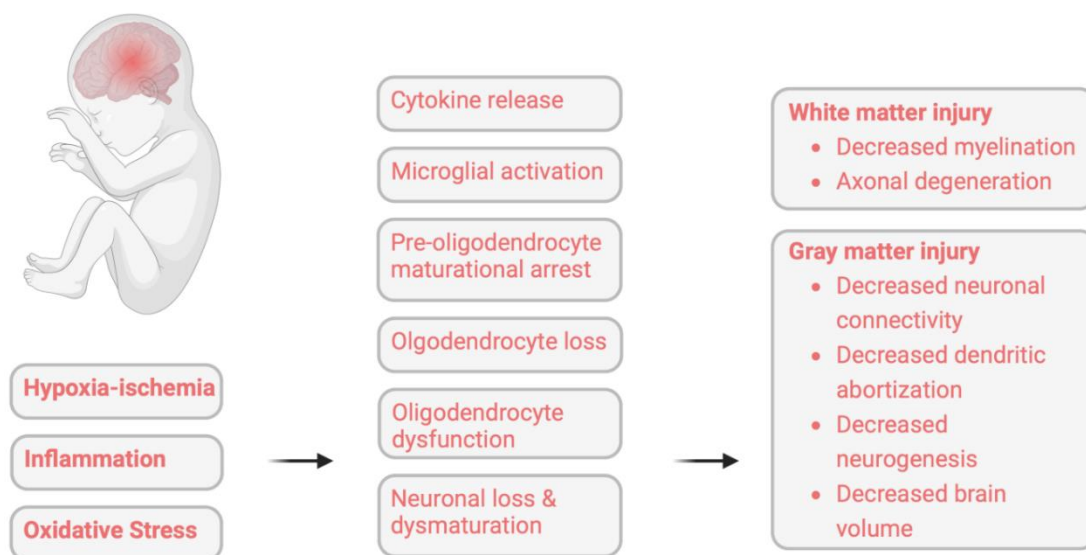 Hypoxia-ischemia
Inflammation
Oxidative Stress
Cytokine release
Microglial activation
Pre-oligodendrocyte
maturational arrest
Olgodendrocyte loss
Oligodendrocyte
dysfunction
Neuronal loss &
dysmaturation
White matter injury
• Decreased myelination
• Axonal degeneration
Gray matter injury
• Decreased neuronal
connectivity
• Decreased dendritic
abortization
• Decreased
neurogenesis
• Decreased brain
volume